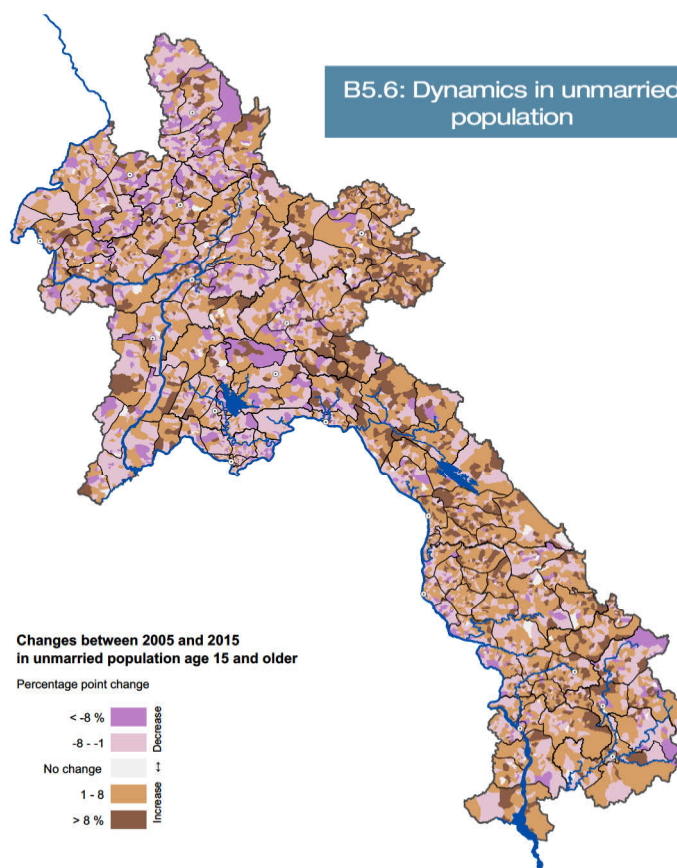 B5.6: Dynamics in unmarried
population
Changes between 2005 and 2015
in unmarried population age 15 and older
Percentage point change
< -8 %
-8 - -1
No change
1 - 8
> 8 %
Decrease
↔
Increase